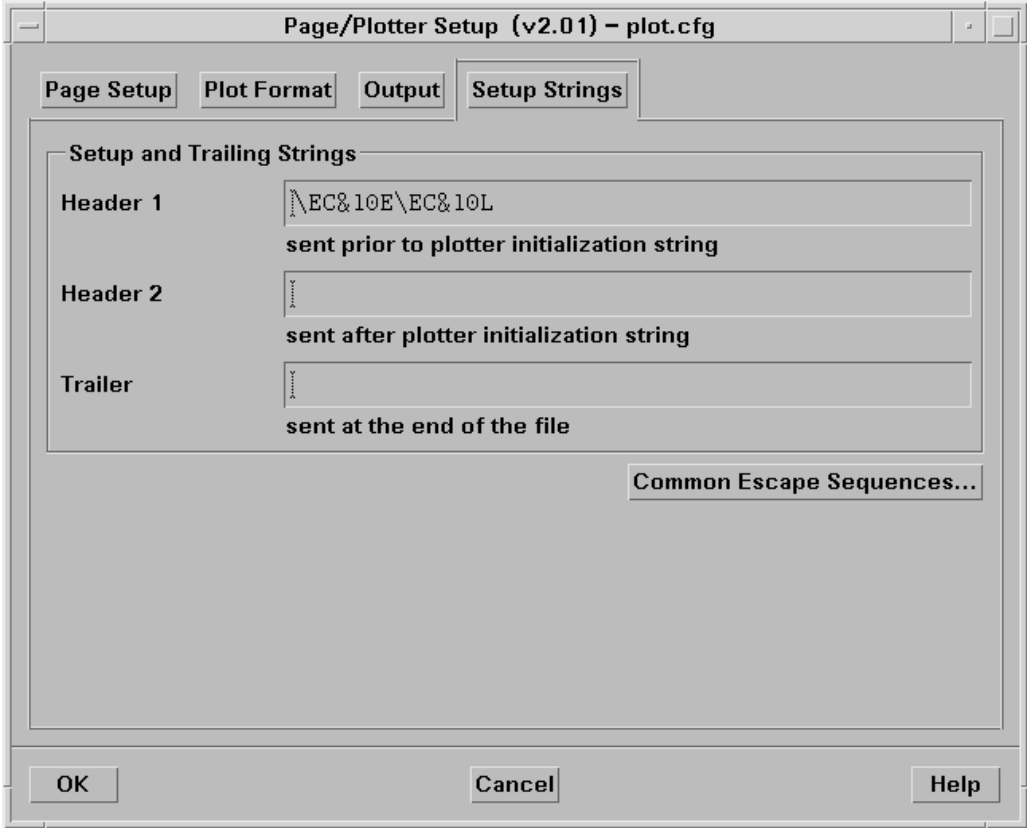 Page/Plotter Setup (v2.01) – plot.cfg
Page Setup Plot Format Output Setup Strings
Setup and Trailing Strings
Header 1 \EC&10E\EC&10L
sent prior to plotter initialization string
Header 2
sent after plotter initialization string
Trailer
sent at the end of the file
Common Escape Sequences...
OK Cancel Help